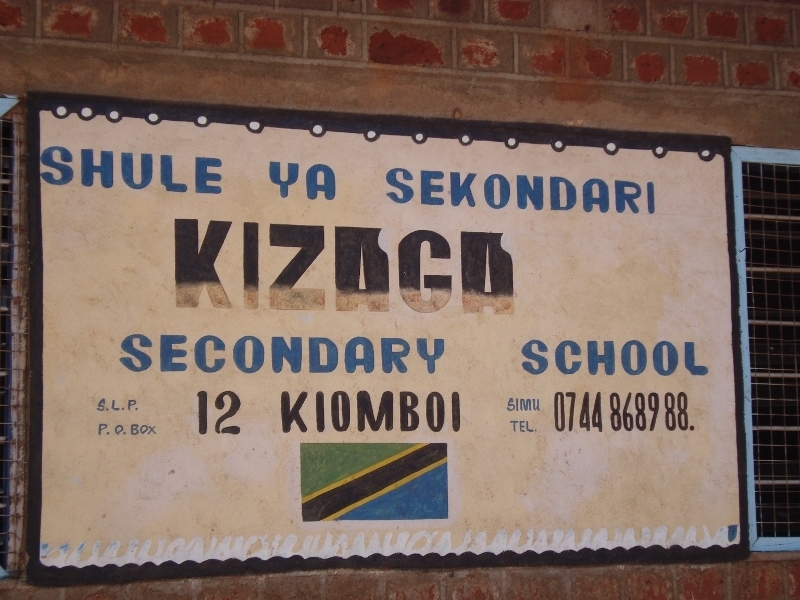 SHULE YA SEKONDARI
KIZAGA
SECONDARY SCHOOL
S.L.P. 12 KIOMBOI SIMU 0744 868988.
P.O.BOX TEL.